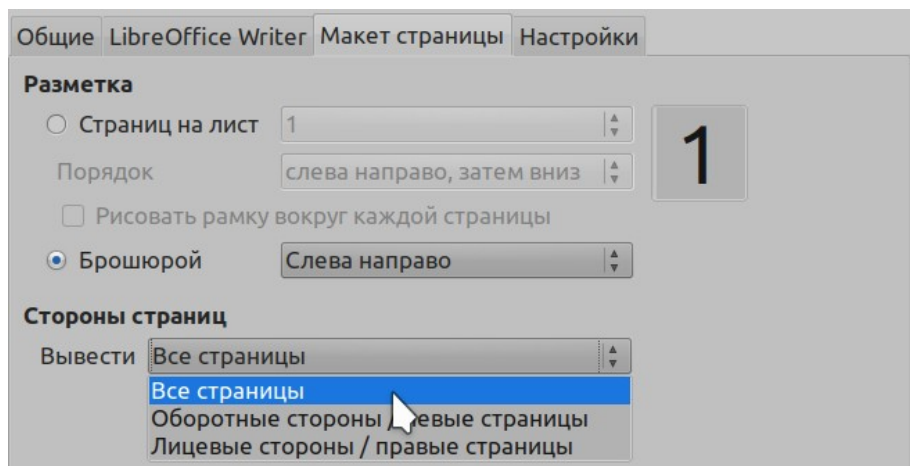 Общие LibreOffice Writer Макет страницы Настройки
Разметка
Страниц на лист 1
1
Порядок слева направо, затем вниз
Рисовать рамку вокруг каждой страницы
Брошюрой Слева направо
Стороны страниц
Вывести Все страницы
Все страницы
Оборотные стороны / левые страницы
Лицевые стороны / правые страницы